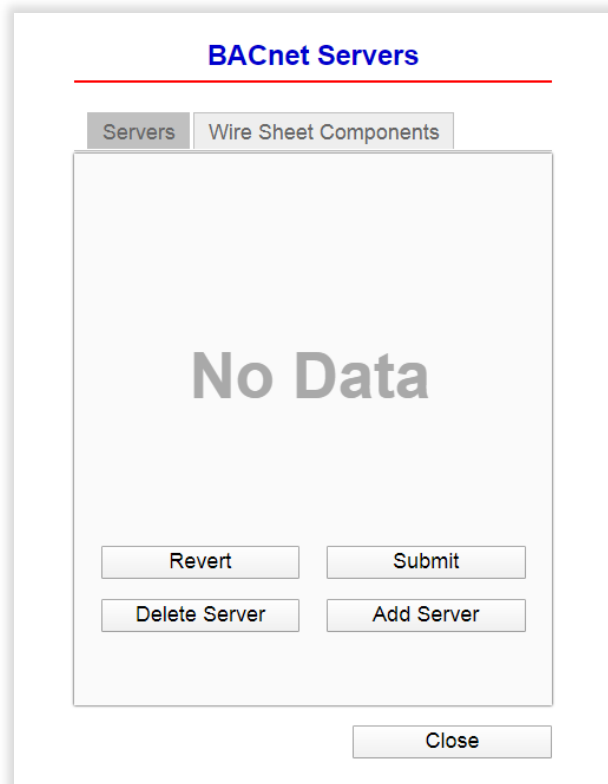 BACnet Servers
Servers Wire Sheet Components
No Data
Revert Submit
Delete Server Add Server
Close